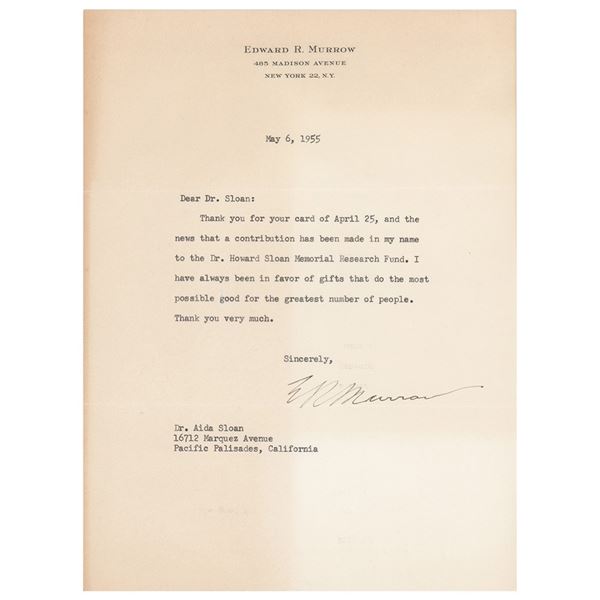 EDWARD R. MURROW
485 MADISON AVENUE
NEW YORK 22, N.Y.
May 6, 1955
Dear Dr. Sloan:
Thank you for your card of April 25, and the
news that a contribution has been made in my name
to the Dr. Howard Sloan Memorial Research Fund. I
have always been in favor of gifts that do the most
possible good for the greatest number of people.
Thank you very much.
Sincerely,
E R Murrow
Dr. Aida Sloan
16712 Marquez Avenue
Pacific Palisades, California